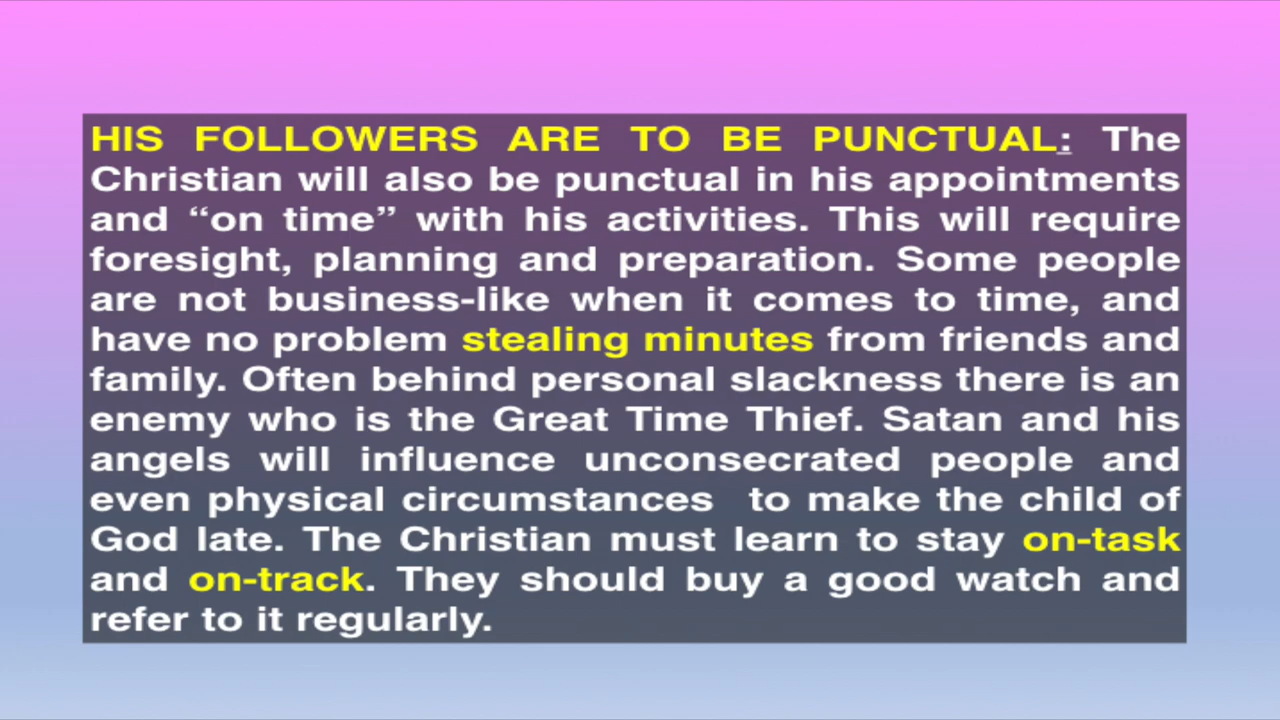 HIS FOLLOWERS ARE TO BE PUNCTUAL: The
Christian will also be punctual in his appointments
and “on time” with his activities. This will require
foresight, planning and preparation. Some people
are not business-like when it comes to time, and
have no problem stealing minutes from friends and
family. Often behind personal slackness there is an
enemy who is the Great Time Thief. Satan and his
angels will influence unconsecrated people and
even physical circumstances  to make the child of
God late. The Christian must learn to stay on-task
and on-track. They should buy a good watch and
refer to it regularly.